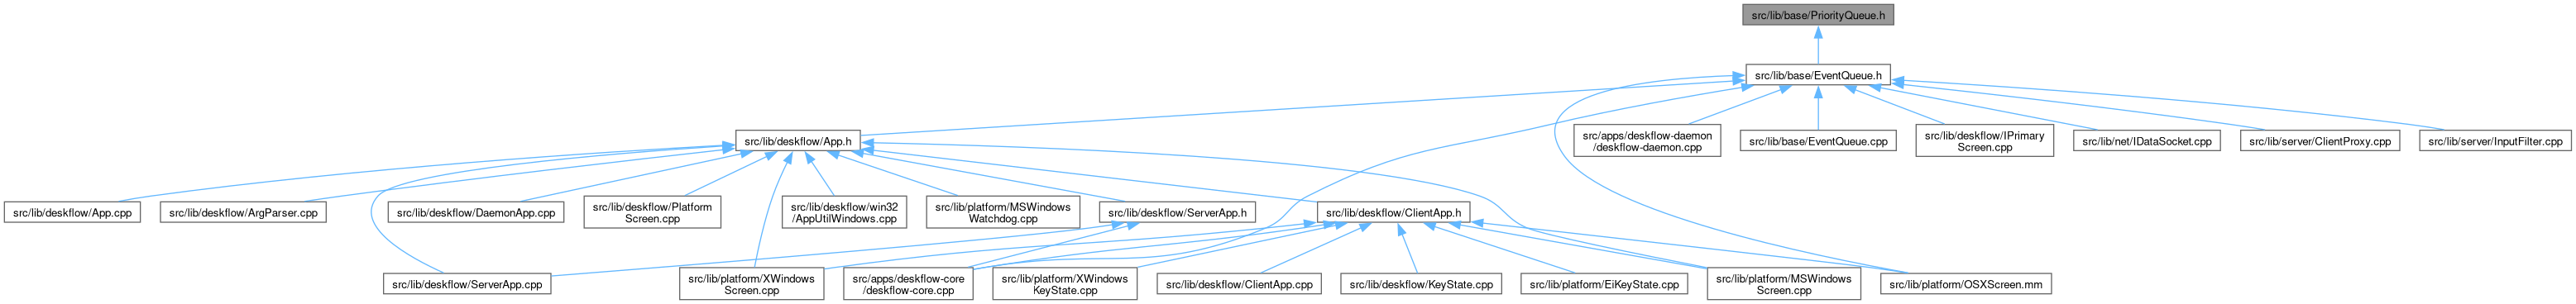 src/lib/base/PriorityQueue.h
src/lib/base/EventQueue.h
src/lib/deskflow/App.h
src/apps/deskflow-daemon
/deskflow-daemon.cpp
src/lib/base/EventQueue.cpp
src/lib/deskflow/IPrimary
Screen.cpp
src/lib/net/IDataSocket.cpp
src/lib/server/ClientProxy.cpp
src/lib/server/InputFilter.cpp
src/lib/deskflow/App.cpp
src/lib/deskflow/ArgParser.cpp
src/lib/deskflow/DaemonApp.cpp
src/lib/deskflow/Platform
Screen.cpp
src/lib/deskflow/win32
/AppUtilWindows.cpp
src/lib/platform/MSWindows
Watchdog.cpp
src/lib/deskflow/ServerApp.h
src/lib/deskflow/ClientApp.h
src/lib/deskflow/ServerApp.cpp
src/lib/platform/XWindows
Screen.cpp
src/apps/deskflow-core
/deskflow-core.cpp
src/lib/platform/XWindows
KeyState.cpp
src/lib/deskflow/ClientApp.cpp
src/lib/deskflow/KeyState.cpp
src/lib/platform/EiKeyState.cpp
src/lib/platform/MSWindows
Screen.cpp
src/lib/platform/OSXScreen.mm